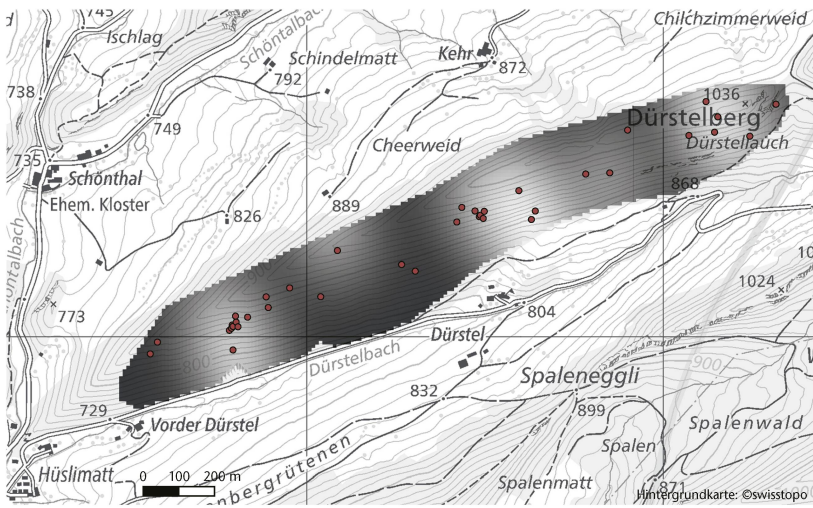 745
Ischlag
Schöntalbach
Schindelmatt
792
Kehr
872
Chilchzimmerweid
738
749
1036
Dürstelberg
Dürstellauch
Cheerweid
735
Schönthal
Ehem. Kloster
826
889
868
773
1024
10
800
804
Dürstel
Dürstelbach
Spaleneggli
900
729
Vorder Dürstel
832
899
Spalenwald
Hüslimatt
Spalen
Spalenmatt
871
0 100 200 m
Hintergrundkarte: ©swisstopo